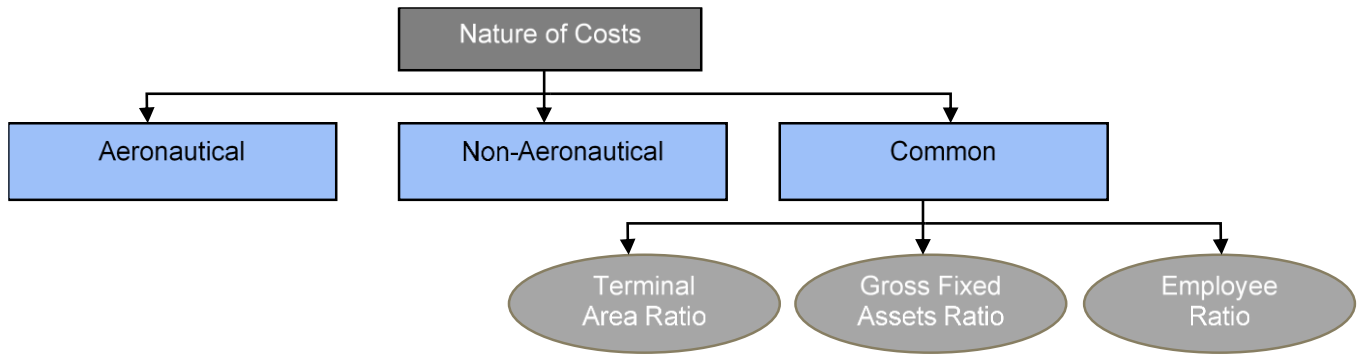 Nature of Costs
Aeronautical
Non-Aeronautical
Common
Terminal
Area Ratio
Gross Fixed
Assets Ratio
Employee
Ratio